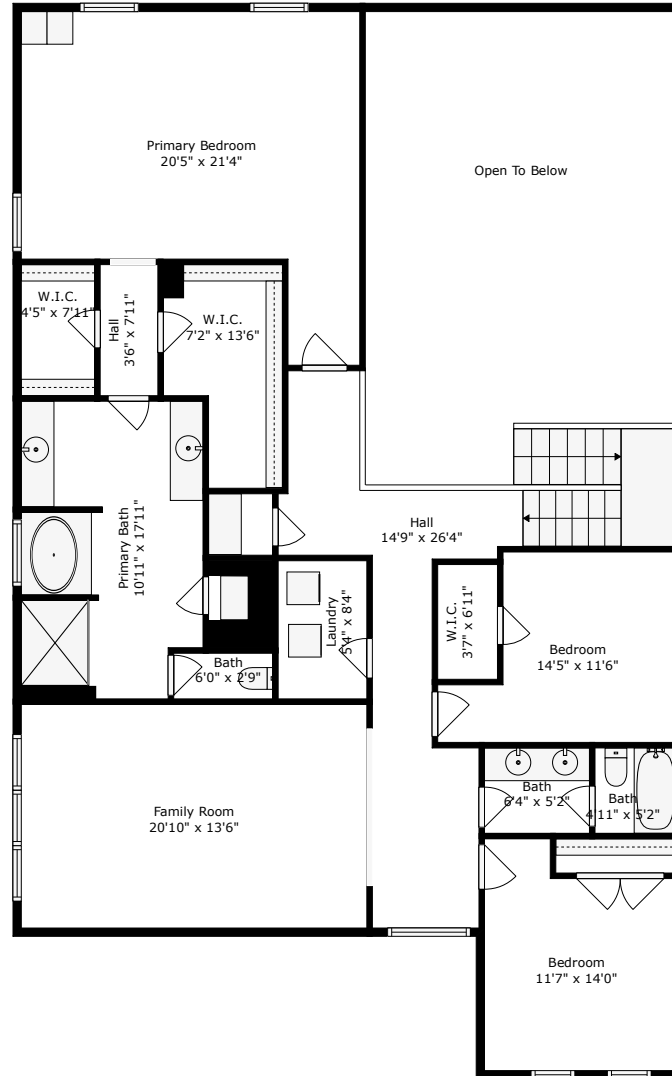 Primary Bedroom
20'5" x 21'4"
Open To Below
W.I.C.
4'5" x 7'11"
Hall
3'6" x 7'11"
W.I.C.
7'2" x 13'6"
Primary Bath
10'11" x 17'11"
Hall
14'9" x 26'4"
Laundry
5'4" x 8'4"
W.I.C.
3'7" x 6'11"
Bedroom
14'5" x 11'6"
Bath
6'0" x 2'9"
Family Room
20'10" x 13'6"
Bath
6'4" x 5'2"
Bath
4'11" x 5'2"
Bedroom
11'7" x 14'0"